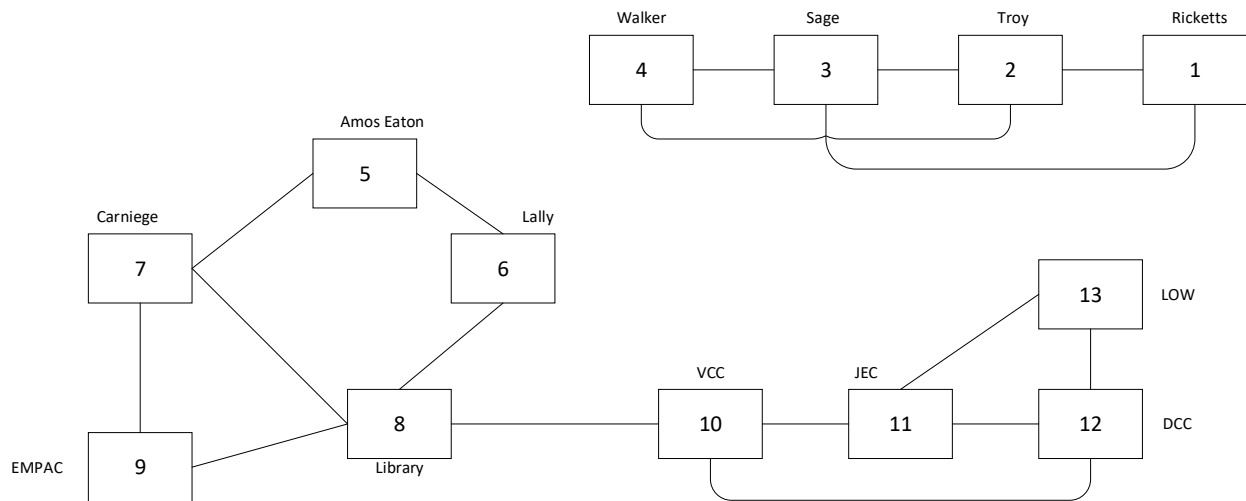 Walker Sage Troy Ricketts
4 3 2 1
Amos Eaton
5
Carniege Lally
7 6
13 LOW
VCC JEC
8 10 11 12 DCC
EMPAC 9 Library